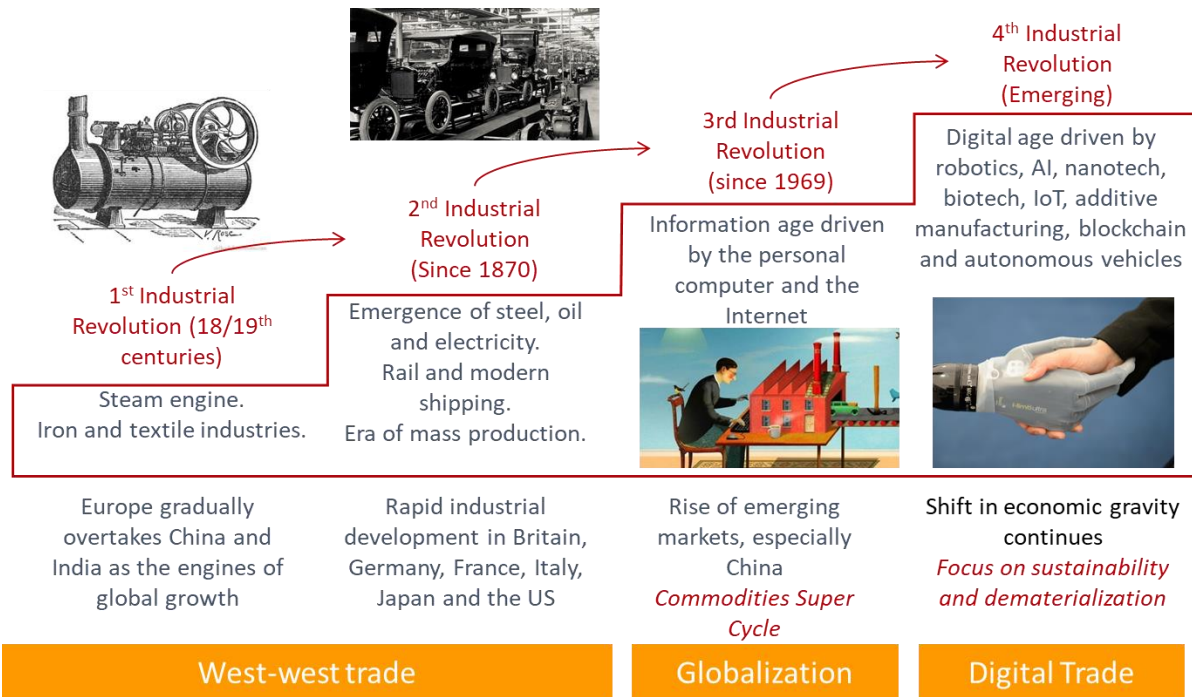 1st Industrial
Revolution (18/19th
centuries)
Steam engine.
Iron and textile industries.
Europe gradually
overtakes China and
India as the engines of
global growth
2nd Industrial
Revolution
(Since 1870)
Emergence of steel, oil
and electricity.
Rail and modern
shipping.
Era of mass production.
Rapid industrial
development in Britain,
Germany, France, Italy,
Japan and the US
West-west trade
3rd Industrial
Revolution
(since 1969)
Information age driven
by the personal
computer and the
Internet
Rise of emerging
markets, especially
China
Commodities Super
Cycle
Globalization
4th Industrial
Revolution
(Emerging)
Digital age driven by
robotics, AI, nanotech,
biotech, IoT, additive
manufacturing, blockchain
and autonomous vehicles
Shift in economic gravity
continues
Focus on sustainability
and dematerialization
Digital Trade